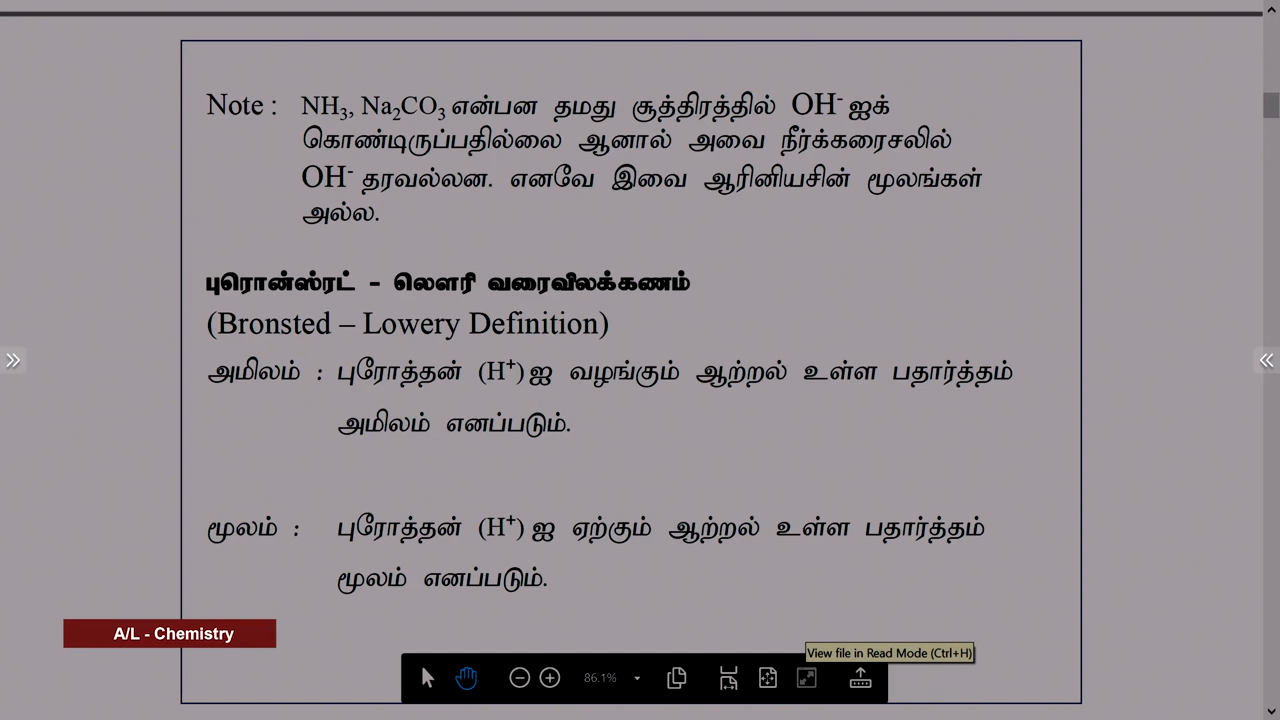 Note : NH₃, Na₂CO₃ என்பன தமது சூத்திரத்தில் OH⁻ ஐக்
கொண்டிருப்பதில்லை ஆனால் அவை நீர்க்கரைசலில்
OH⁻ தரவல்லன. எனவே இவை ஆரினியசின் மூலங்கள்
அல்ல.
புரொன்ஸ்ரட் - லௌரி வரைவிலக்கணம்
(Bronsted – Lowery Definition)
அமிலம் : புரோத்தன் (H⁺) ஐ வழங்கும் ஆற்றல் உள்ள பதார்த்தம்
அமிலம் எனப்படும்.
மூலம் : புரோத்தன் (H⁺) ஐ ஏற்கும் ஆற்றல் உள்ள பதார்த்தம்
மூலம் எனப்படும்.
A/L - Chemistry
View file in Read Mode (Ctrl+H)
86.1%